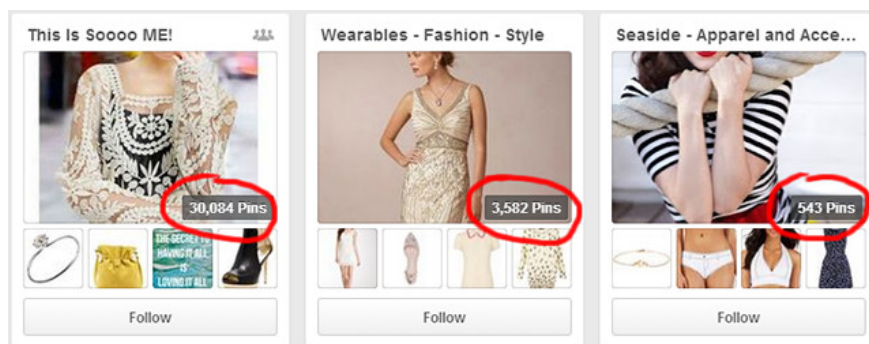 This Is Soooo ME!
30,084 Pins
THE SECRET TO
HAVING IT ALL
IS
LOVING IT ALL
Follow
Wearables - Fashion - Style
3,582 Pins
Follow
Seaside - Apparel and Acce...
543 Pins
Follow